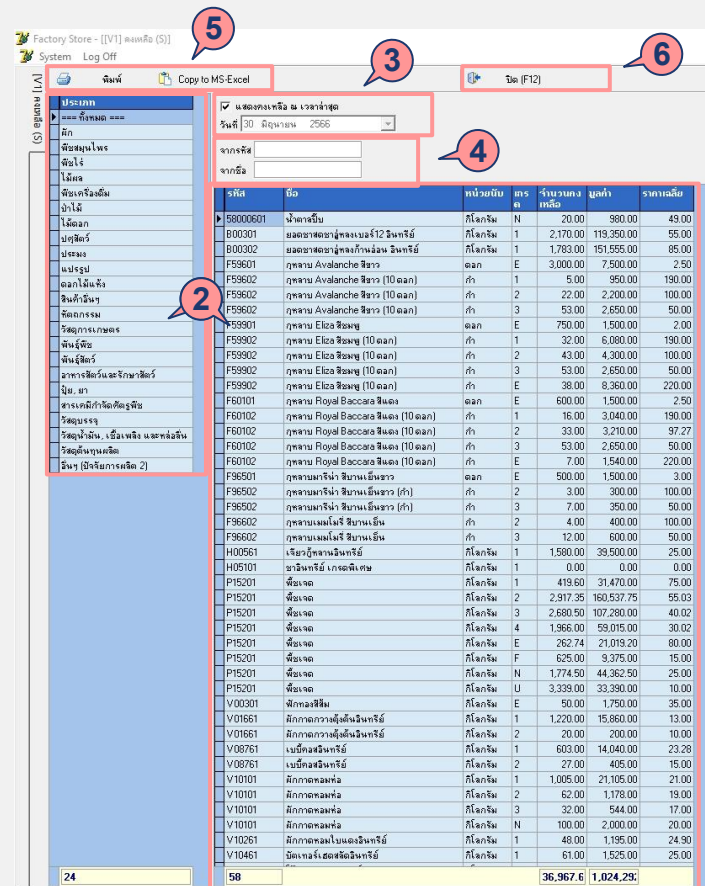 5
Factory Store - [[V1] คงเหลือ (S)]
System Log Off
3
6
[V1] คงเหลือ (S)
พิมพ์ Copy to MS-Excel ปิด (F12)
แสดงคงเหลือ ณ เวลาล่าสุด
วันที่ 30 มิถุนายน 2566
4
จากรหัส
จากชื่อ
2
ประเภท
=== ทั้งหมด ===
ผัก
พืชสมุนไพร
พืชไร่
ไม้ผล
พืชเครื่องดื่ม
ป่าไม้
ไม้ดอก
ปศุสัตว์
ประมง
แปรรูป
ดอกไม้แห้ง
สินค้าอื่นๆ
หัตถกรรม
วัสดุการเกษตร
พันธุ์พืช
พันธุ์สัตว์
อาหารสัตว์และรักษาสัตว์
ปุ๋ย, ยา
สารเคมีกำจัดศัตรูพืช
วัสดุบรรจุ
วัสดุน้ำมัน, เชื้อเพลิง และหล่อลื่น
วัสดุต้นทุนผลิต
อื่นๆ (ปัจจัยการผลิต 2)
24
รหัส ชื่อ หน่วยนับ เกรด จำนวนคงเหลือ มูลค่า ราคาเฉลี่ย
58000601 น้ำตาลปี๊บ กิโลกรัม N 20.00 980.00 49.00
B00301 ยอดชาสดชาลู่หลงเบอร์12 อินทรีย์ กิโลกรัม 1 2,170.00 119,350.00 55.00
B00302 ยอดชาสดชาลู่หลงก้านอ่อน อินทรีย์ กิโลกรัม 1 1,783.00 151,555.00 85.00
F59601 กุหลาบ Avalanche สีขาว ดอก E 3,000.00 7,500.00 2.50
F59602 กุหลาบ Avalanche สีขาว (10 ดอก) กำ 1 5.00 950.00 190.00
F59602 กุหลาบ Avalanche สีขาว (10 ดอก) กำ 2 22.00 2,200.00 100.00
F59602 กุหลาบ Avalanche สีขาว (10 ดอก) กำ 3 53.00 2,650.00 50.00
F59901 กุหลาบ Eliza สีชมพู ดอก E 750.00 1,500.00 2.00
F59902 กุหลาบ Eliza สีชมพู (10 ดอก) กำ 1 32.00 6,080.00 190.00
F59902 กุหลาบ Eliza สีชมพู (10 ดอก) กำ 2 43.00 4,300.00 100.00
F59902 กุหลาบ Eliza สีชมพู (10 ดอก) กำ 3 53.00 2,650.00 50.00
F59902 กุหลาบ Eliza สีชมพู (10 ดอก) กำ E 38.00 8,360.00 220.00
F60101 กุหลาบ Royal Baccara สีแดง ดอก E 600.00 1,500.00 2.50
F60102 กุหลาบ Royal Baccara สีแดง (10 ดอก) กำ 1 16.00 3,040.00 190.00
F60102 กุหลาบ Royal Baccara สีแดง (10 ดอก) กำ 2 33.00 3,210.00 97.27
F60102 กุหลาบ Royal Baccara สีแดง (10 ดอก) กำ 3 53.00 2,650.00 50.00
F60102 กุหลาบ Royal Baccara สีแดง (10 ดอก) กำ E 7.00 1,540.00 220.00
F96501 กุหลาบมารีน่า สีบานเย็นขาว ดอก E 500.00 1,500.00 3.00
F96502 กุหลาบมารีน่า สีบานเย็นขาว (กำ) กำ 2 3.00 300.00 100.00
F96502 กุหลาบมารีน่า สีบานเย็นขาว (กำ) กำ 3 7.00 350.00 50.00
F96602 กุหลาบเมมโมรี่ สีบานเย็น กำ 2 4.00 400.00 100.00
F96602 กุหลาบเมมโมรี่ สีบานเย็น กำ 3 12.00 600.00 50.00
H00561 เจียวกู้หลานอินทรีย์ กิโลกรัม 1 1,580.00 39,500.00 25.00
H05101 ชาอินทรีย์ เกรดพิเศษ กิโลกรัม 1 0.00 0.00 0.00
P15201 พี้ชเจด กิโลกรัม 1 419.60 31,470.00 75.00
P15201 พี้ชเจด กิโลกรัม 2 2,917.35 160,537.75 55.03
P15201 พี้ชเจด กิโลกรัม 3 2,680.50 107,280.00 40.02
P15201 พี้ชเจด กิโลกรัม 4 1,966.00 59,015.00 30.02
P15201 พี้ชเจด กิโลกรัม E 262.74 21,019.20 80.00
P15201 พี้ชเจด กิโลกรัม F 625.00 9,375.00 15.00
P15201 พี้ชเจด กิโลกรัม N 1,774.50 44,362.50 25.00
P15201 พี้ชเจด กิโลกรัม U 3,339.00 33,390.00 10.00
V00301 ฟักทองสีส้ม กิโลกรัม E 50.00 1,750.00 35.00
V01661 ผักกาดกวางตุ้งต้นอินทรีย์ กิโลกรัม 1 1,220.00 15,860.00 13.00
V01661 ผักกาดกวางตุ้งต้นอินทรีย์ กิโลกรัม 2 20.00 200.00 10.00
V08761 เบบี้คอสอินทรีย์ กิโลกรัม 1 603.00 14,040.00 23.28
V08761 เบบี้คอสอินทรีย์ กิโลกรัม 2 27.00 405.00 15.00
V10101 ผักกาดหอมห่อ กิโลกรัม 1 1,005.00 21,105.00 21.00
V10101 ผักกาดหอมห่อ กิโลกรัม 2 62.00 1,178.00 19.00
V10101 ผักกาดหอมห่อ กิโลกรัม 3 32.00 544.00 17.00
V10101 ผักกาดหอมห่อ กิโลกรัม N 100.00 2,000.00 20.00
V10261 ผักกาดหอมใบแดงอินทรีย์ กิโลกรัม 1 48.00 1,195.00 24.90
V10461 บัตเทอร์เฮดสลัดอินทรีย์ กิโลกรัม 1 61.00 1,525.00 25.00
58 36,967.6 1,024,29